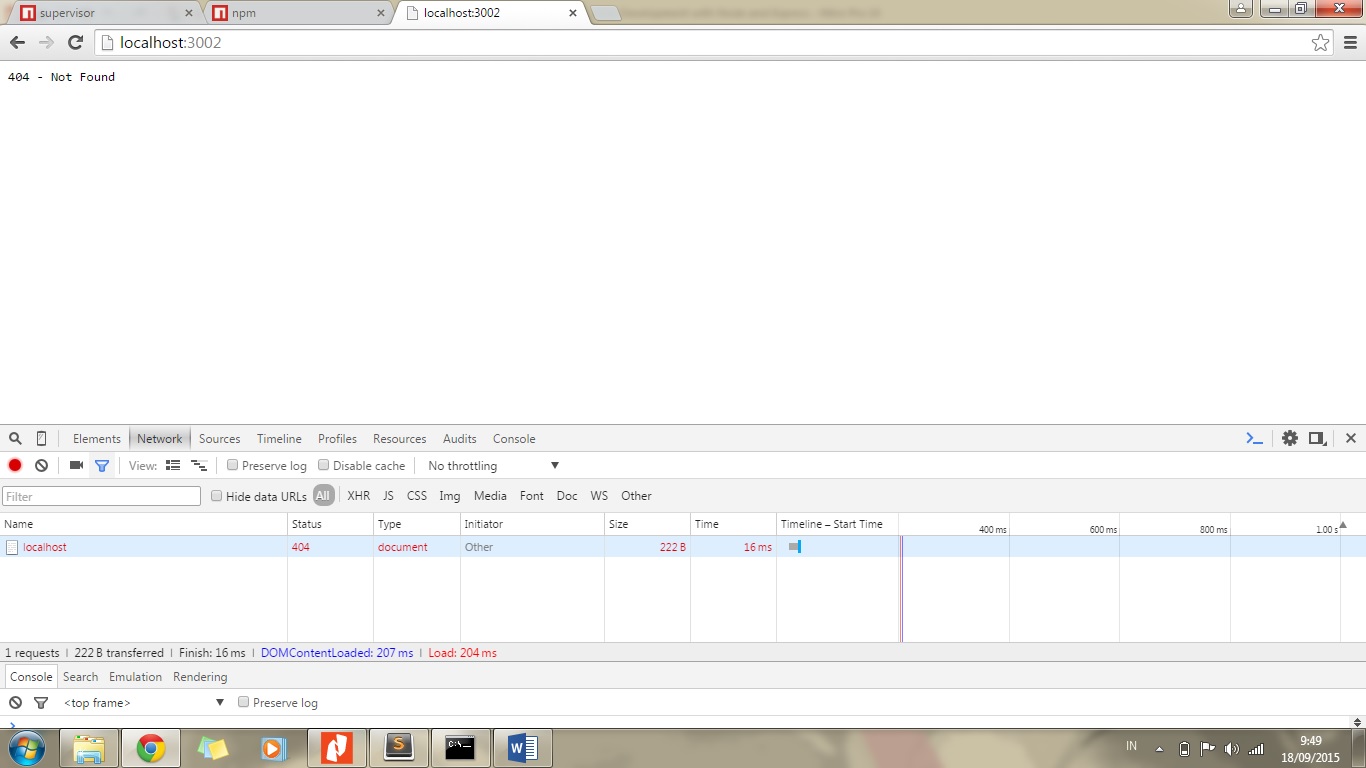 supervisor
npm
localhost:3002
localhost:3002
404 - Not Found
Elements Network Sources Timeline Profiles Resources Audits Console
View: Preserve log Disable cache No throttling
Filter Hide data URLs All XHR JS CSS Img Media Font Doc WS Other
Name Status Type Initiator Size Time Timeline – Start Time 400 ms 600 ms 800 ms 1.00 s
localhost 404 document Other 222 B 16 ms
1 requests | 222 B transferred | Finish: 16 ms | DOMContentLoaded: 207 ms | Load: 204 ms
Console Search Emulation Rendering
<top frame> Preserve log
IN 9:49
18/09/2015